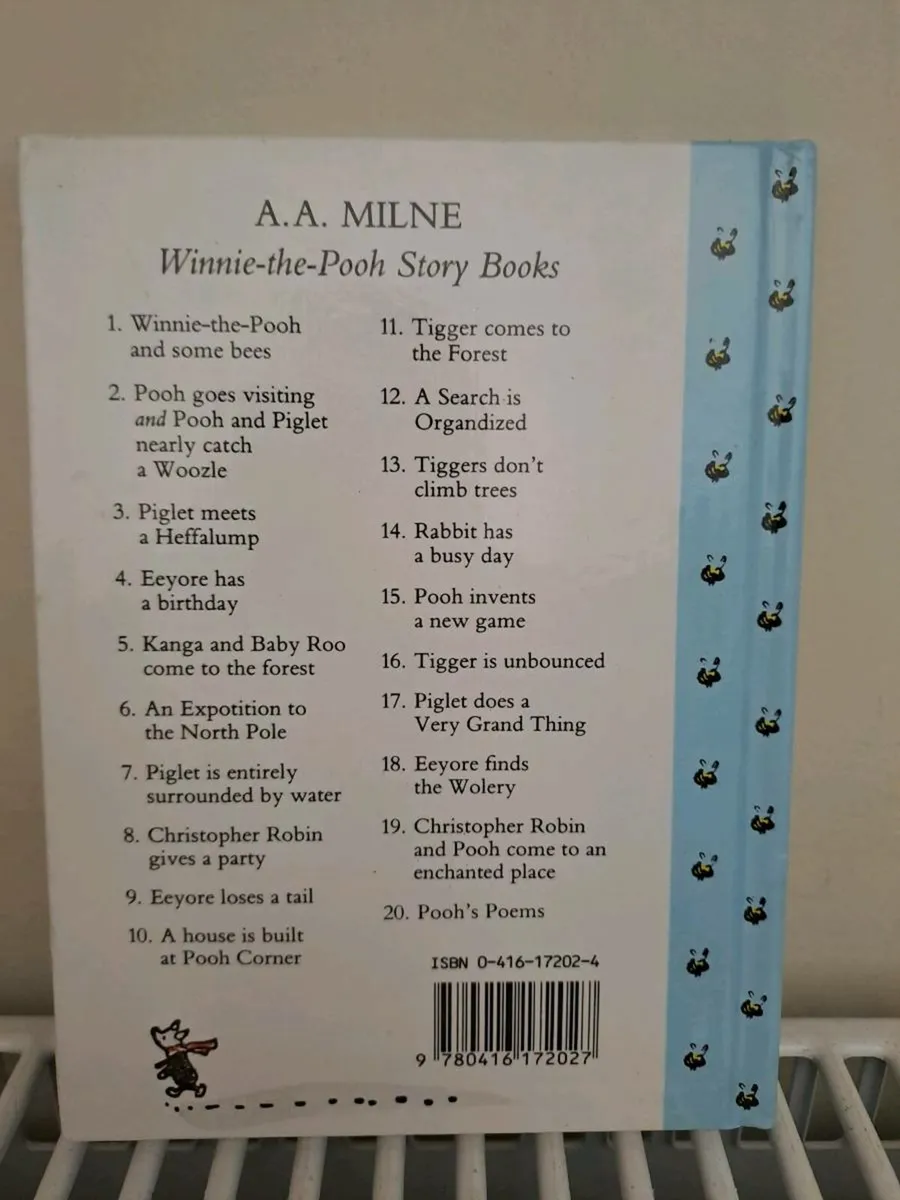 A.A. MILNE
Winnie-the-Pooh Story Books
1. Winnie-the-Pooh
and some bees
2. Pooh goes visiting
and Pooh and Piglet
nearly catch
a Woozle
3. Piglet meets
a Heffalump
4. Eeyore has
a birthday
5. Kanga and Baby Roo
come to the forest
6. An Expotition to
the North Pole
7. Piglet is entirely
surrounded by water
8. Christopher Robin
gives a party
9. Eeyore loses a tail
10. A house is built
at Pooh Corner
11. Tigger comes to
the Forest
12. A Search is
Organdized
13. Tiggers don't
climb trees
14. Rabbit has
a busy day
15. Pooh invents
a new game
16. Tigger is unbounced
17. Piglet does a
Very Grand Thing
18. Eeyore finds
the Wolery
19. Christopher Robin
and Pooh come to an
enchanted place
20. Pooh's Poems
ISBN 0-416-17202-4
9 780416 172027